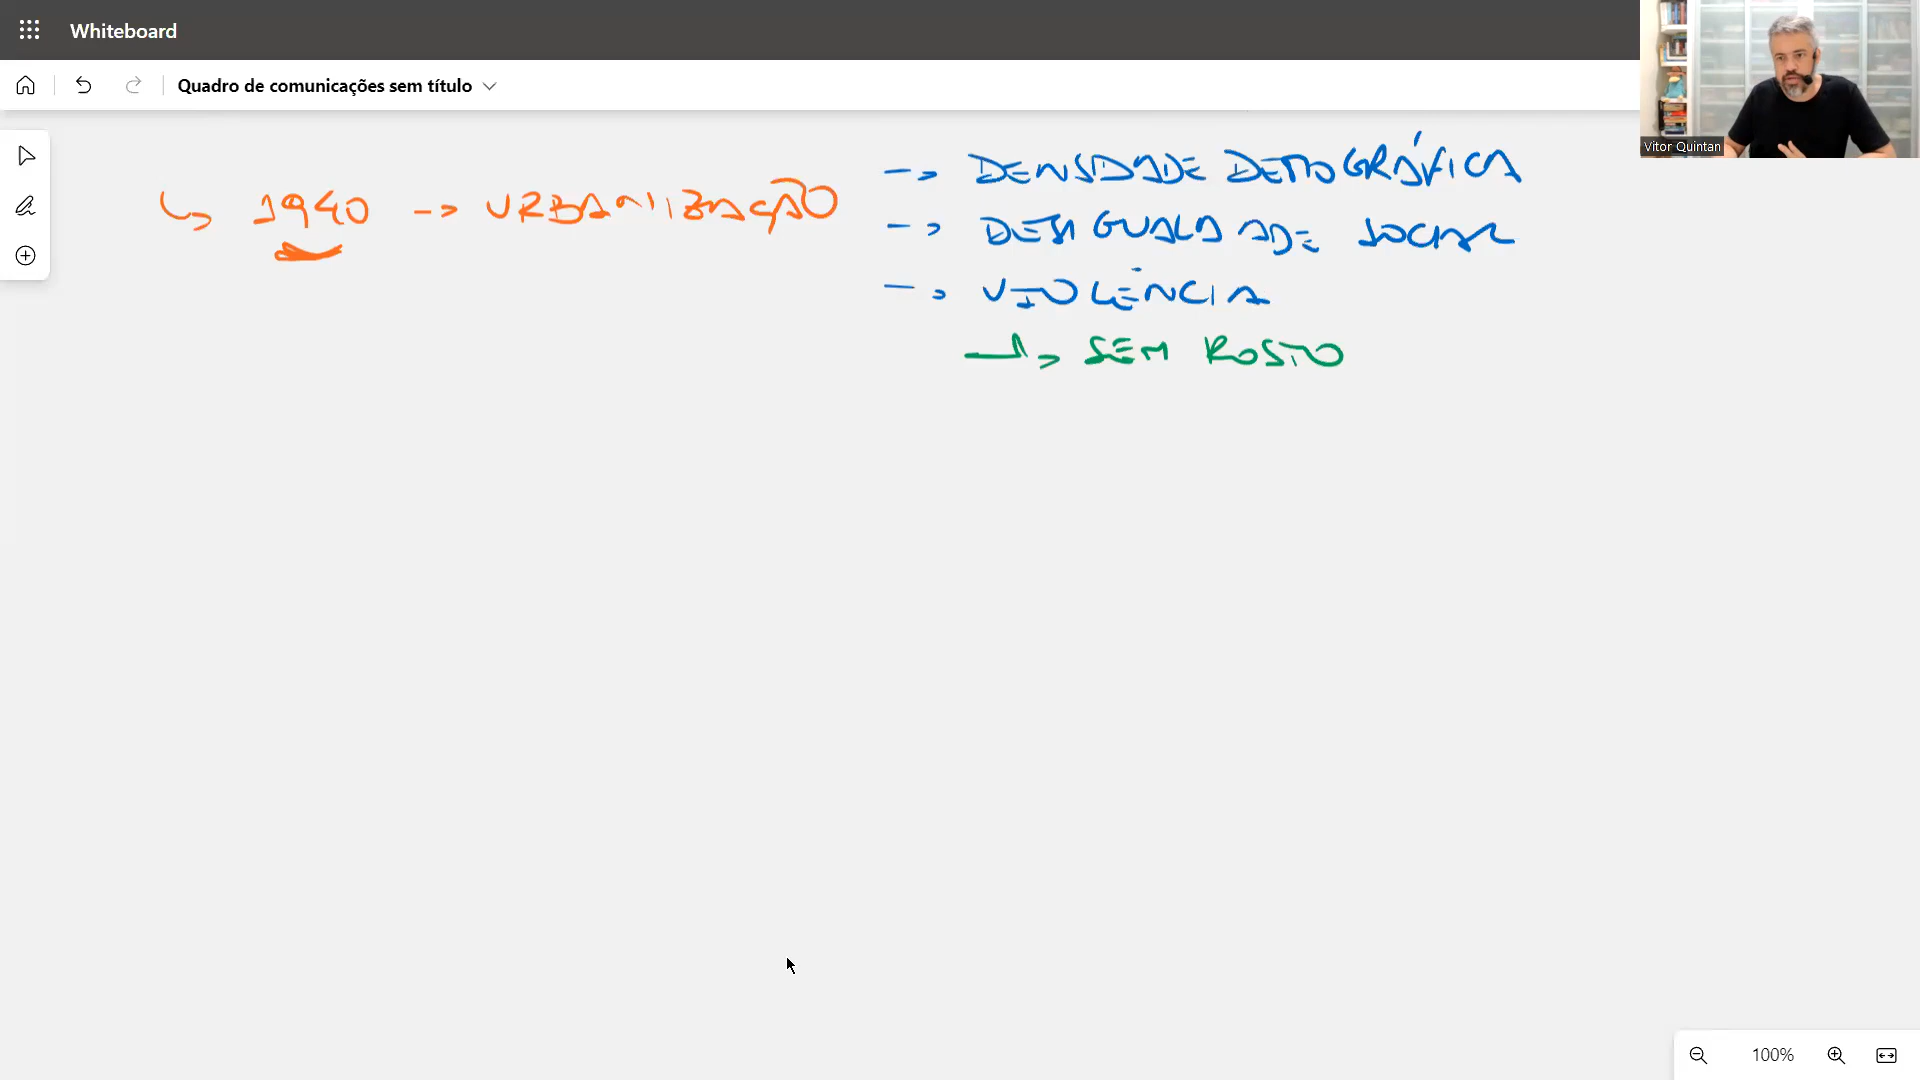 Whiteboard
Quadro de comunicações sem título
Vitor Quintan
↳ 1940 -> URBANIZAÇÃO
-> DENSIDADE DEMOGRÁFICA
-> DESIGUALDADE SOCIAL
-> VIOLÊNCIA
↳ SEM ROSTO
100%